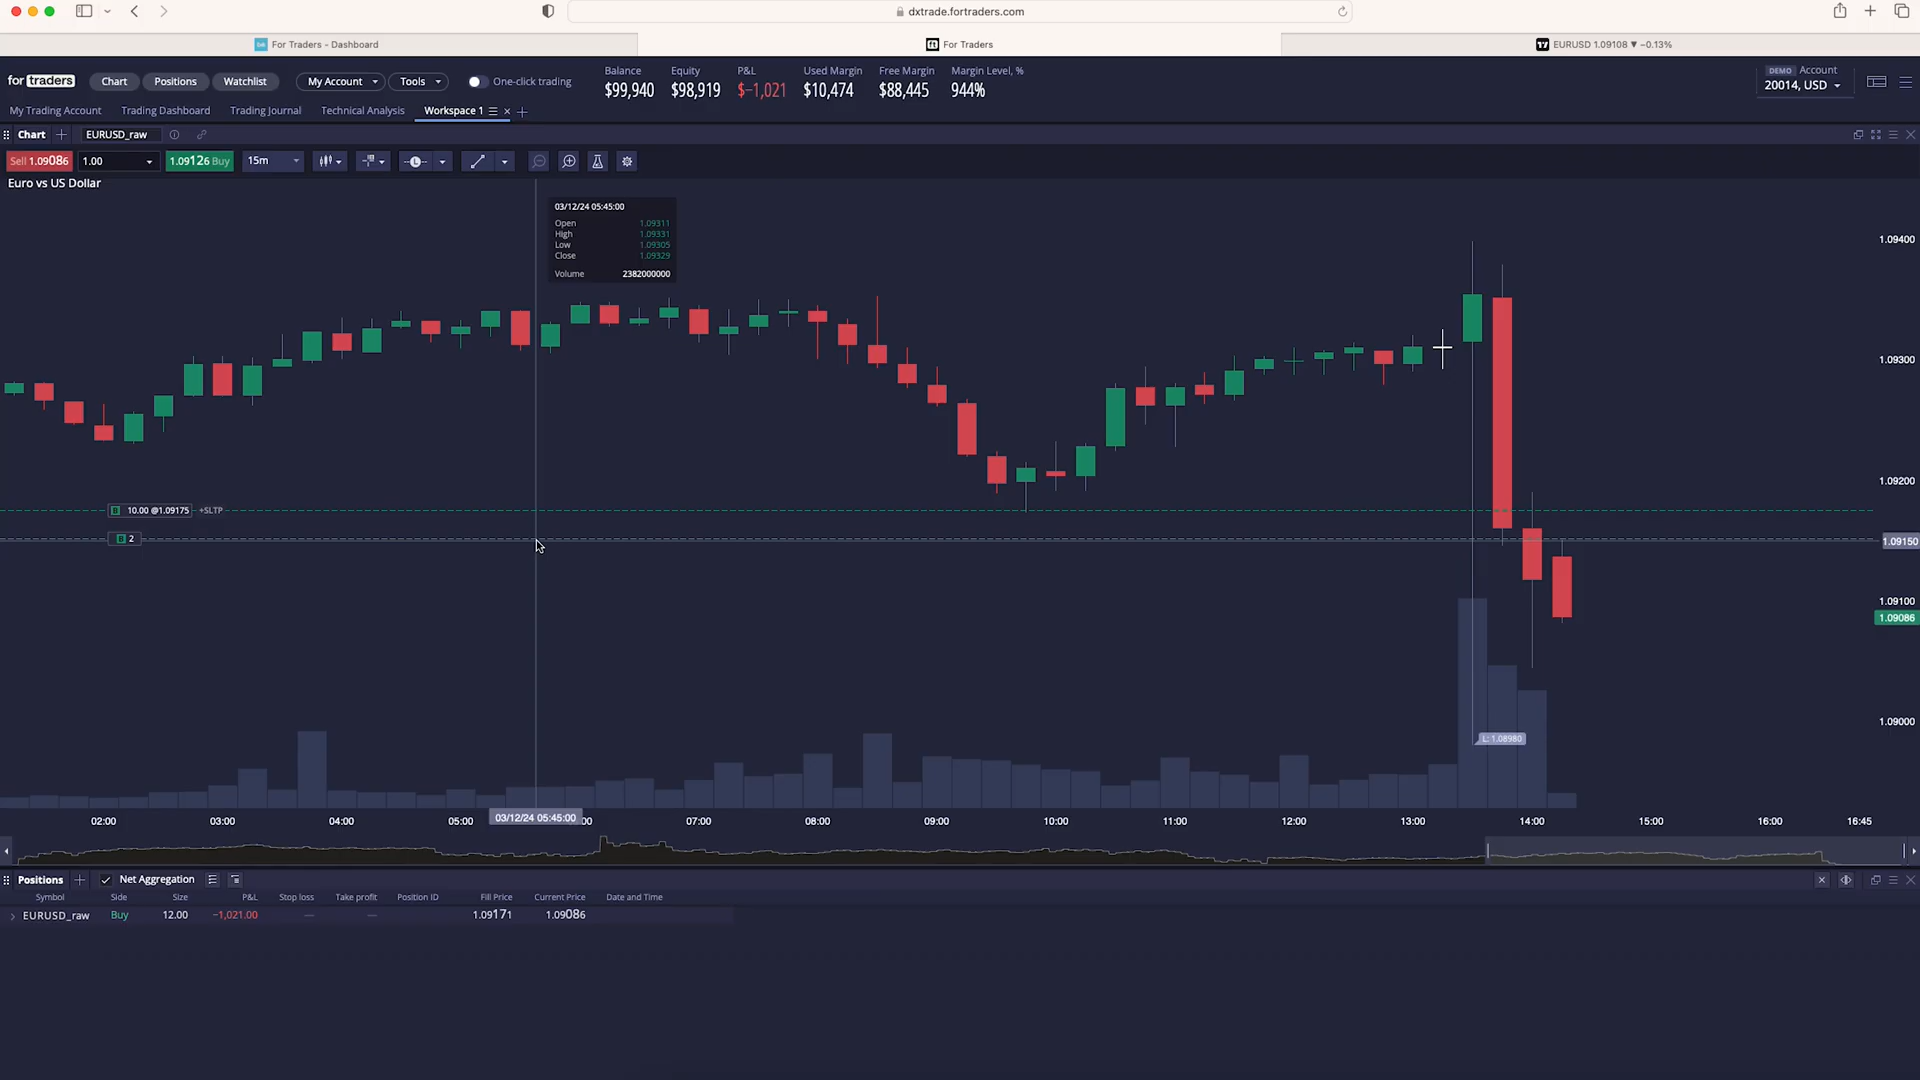 dxtrade.fortraders.com
For Traders - Dashboard
For Traders
EURUSD 1.09108 ▼ −0.13%
for traders
Chart
Positions
Watchlist
My Account
Tools
One-click trading
Balance
$99,940
Equity
$98,919
P&L
$−1,021
Used Margin
$10,474
Free Margin
$88,445
Margin Level, %
944%
DEMO Account
20014, USD
My Trading Account
Trading Dashboard
Trading Journal
Technical Analysis
Workspace 1
Chart
EURUSD_raw
Sell 1.09086
1.00
1.09126 Buy
15m
Euro vs US Dollar
03/12/24 05:45:00
Open 1.09311
High 1.09331
Low 1.09305
Close 1.09329
Volume 2382000000
1.09400
1.09300
1.09200
B 10.00 @1.09175 +SLTP
B 2
1.09150
1.09100
1.09086
1.09000
L: 1.08980
02:00 03:00 04:00 05:00 03/12/24 05:45:00 07:00 08:00 09:00 10:00 11:00 12:00 13:00 14:00 15:00 16:00 16:45
Positions
Net Aggregation
Symbol Side Size P&L Stop loss Take profit Position ID Fill Price Current Price Date and Time
EURUSD_raw Buy 12.00 −1,021.00 — — 1.09171 1.09086